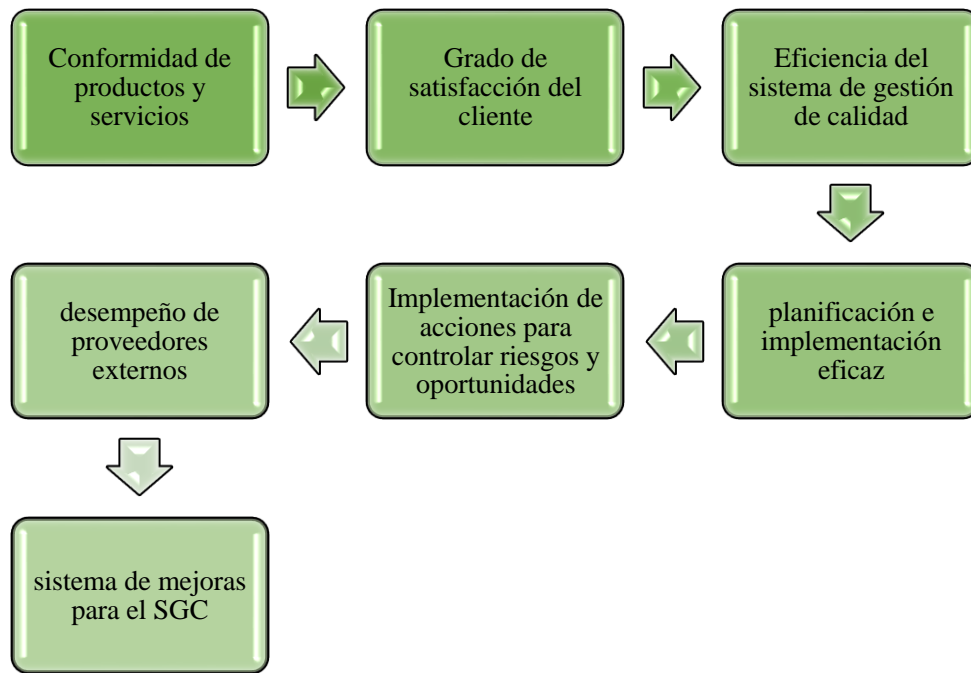 Conformidad de
productos y
servicios
Grado de
satisfacción del
cliente
Eficiencia del
sistema de gestión
de calidad
planificación e
implementación
eficaz
Implementación de
acciones para
controlar riesgos y
oportunidades
desempeño de
proveedores
externos
sistema de mejoras
para el SGC